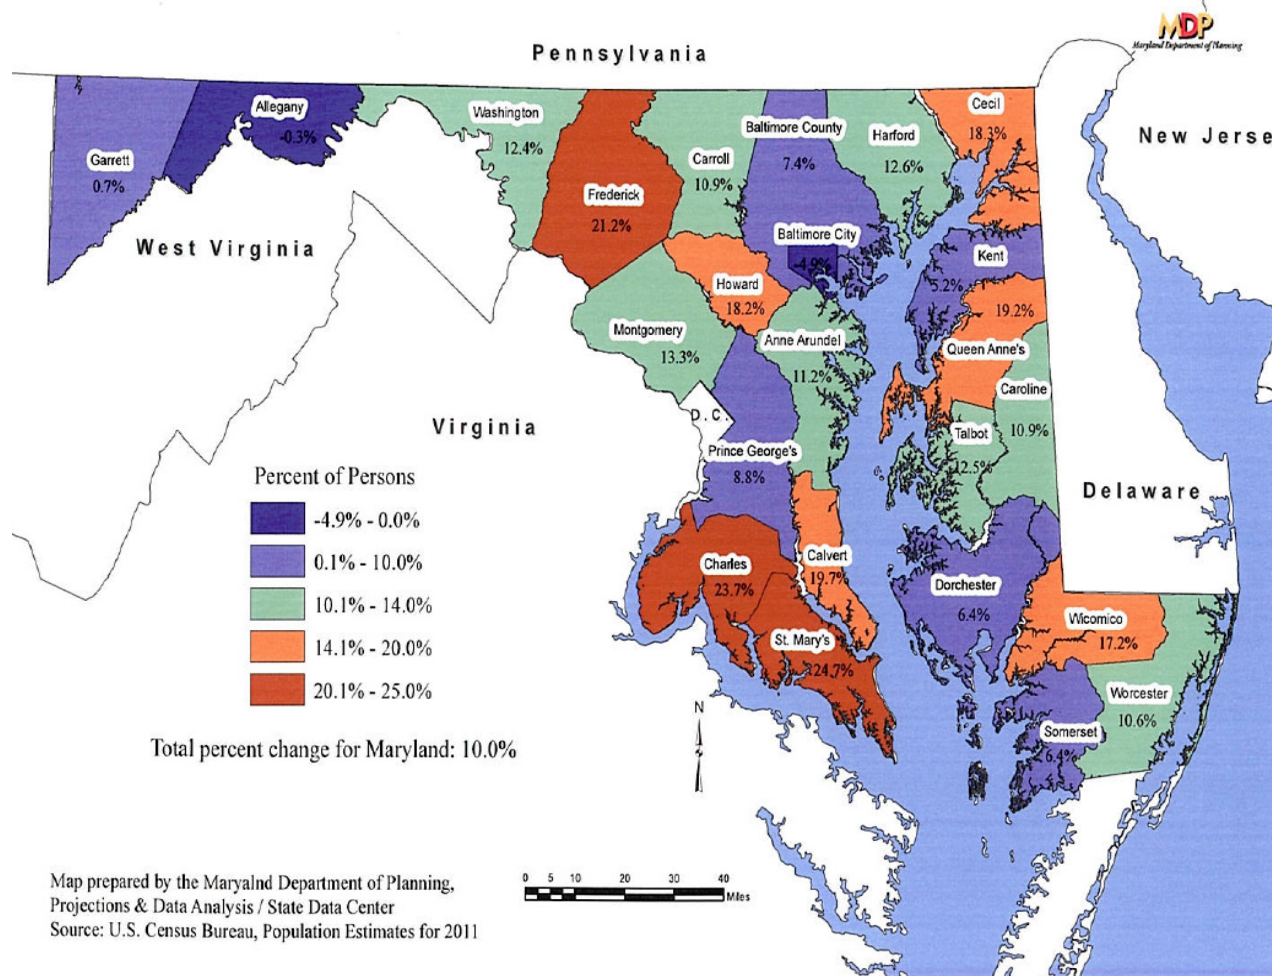 MDP
Maryland Department of Planning
Pennsylvania
New Jerse
Allegany
-0.3%
Garrett
0.7%
Washington
12.4%
Frederick
21.2%
Carroll
10.9%
Baltimore County
7.4%
Harford
12.6%
Cecil
18.3%
West Virginia
Baltimore City
-4.9%
Kent
5.2%
Howard
18.2%
19.2%
Queen Anne's
Montgomery
13.3%
Anne Arundel
11.2%
Caroline
10.9%
D.C.
Virginia
Talbot
12.5%
Prince George's
8.8%
Delaware
Percent of Persons
-4.9% - 0.0%
0.1% - 10.0%
10.1% - 14.0%
14.1% - 20.0%
20.1% - 25.0%
Calvert
19.7%
Charles
23.7%
Dorchester
6.4%
St. Mary's
24.7%
Wicomico
17.2%
Worcester
10.6%
Somerset
6.4%
N
Total percent change for Maryland: 10.0%
Map prepared by the Maryalnd Department of Planning,
Projections & Data Analysis / State Data Center
Source: U.S. Census Bureau, Population Estimates for 2011
0 5 10 20 30 40
Miles